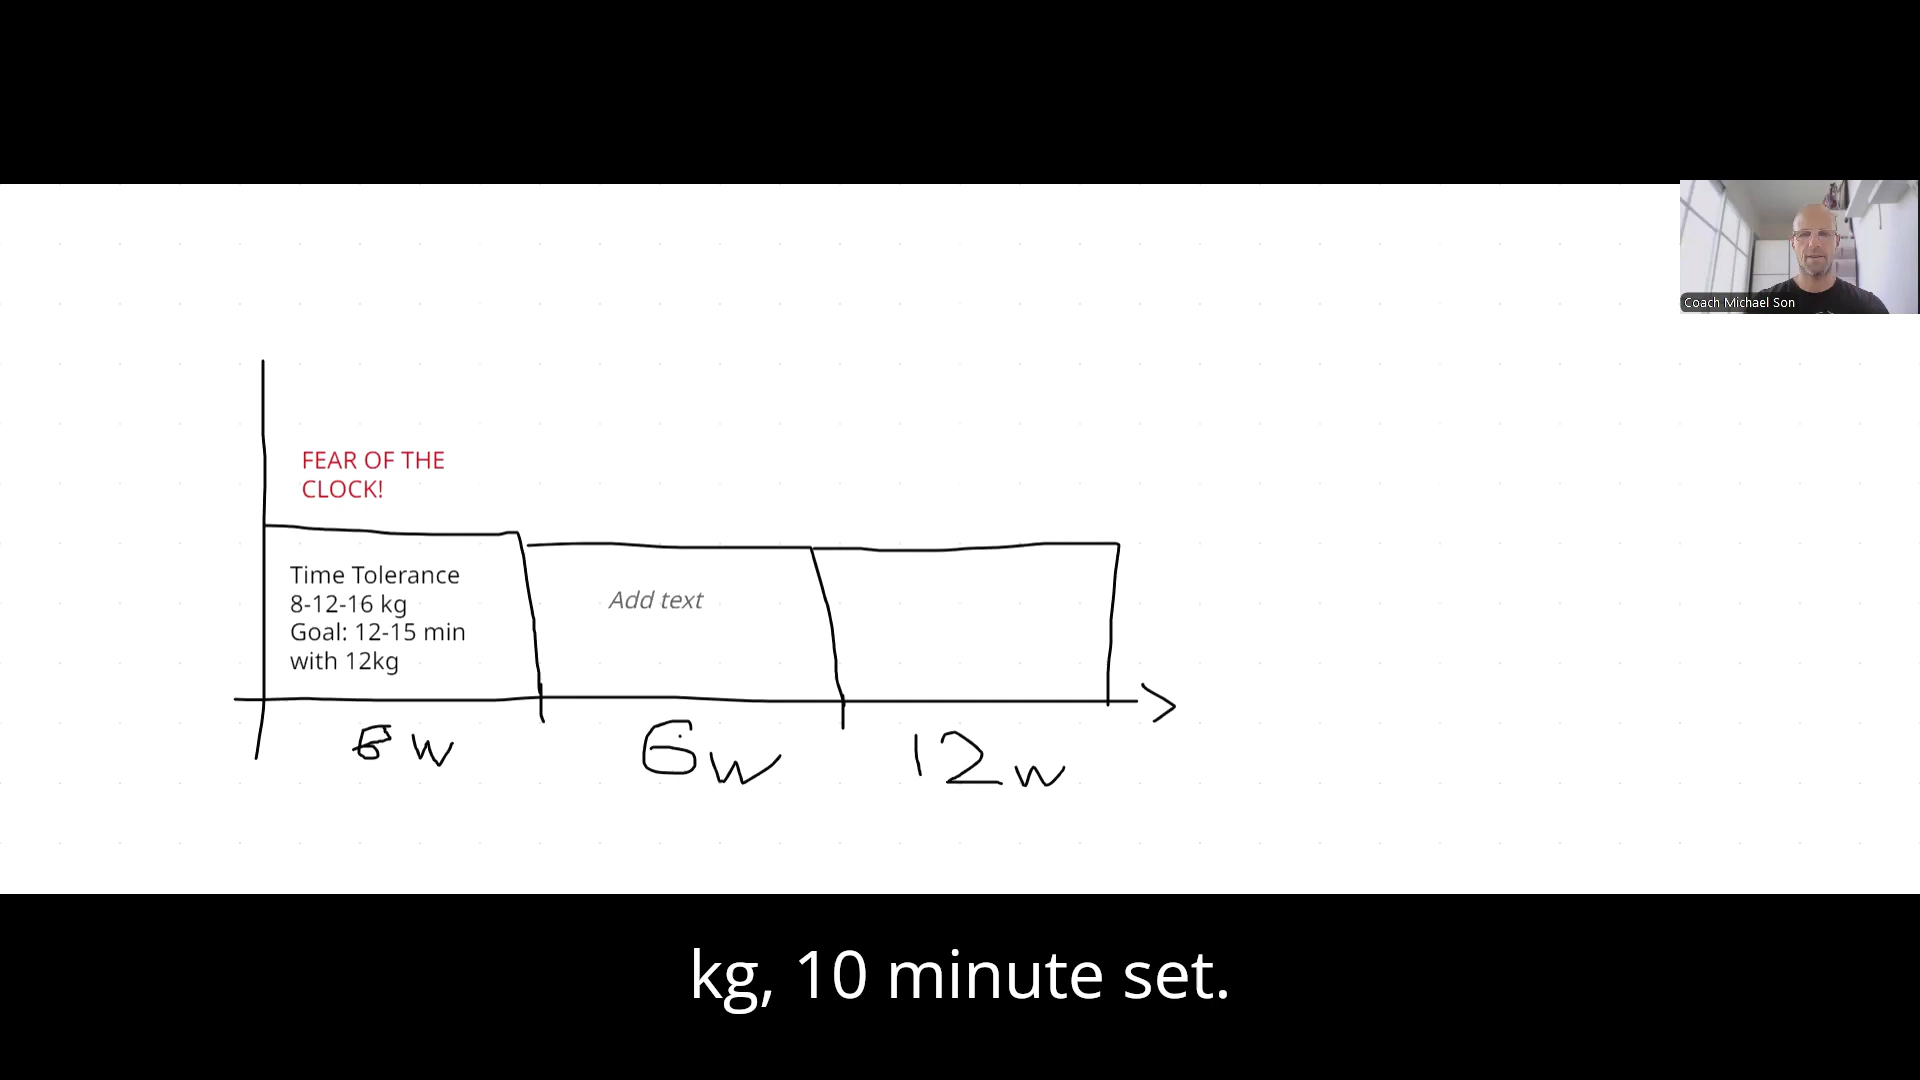 Coach Michael Son
FEAR OF THE
CLOCK!
Time Tolerance
8-12-16 kg
Goal: 12-15 min
with 12kg
Add text
6w
12w
kg, 10 minute set.